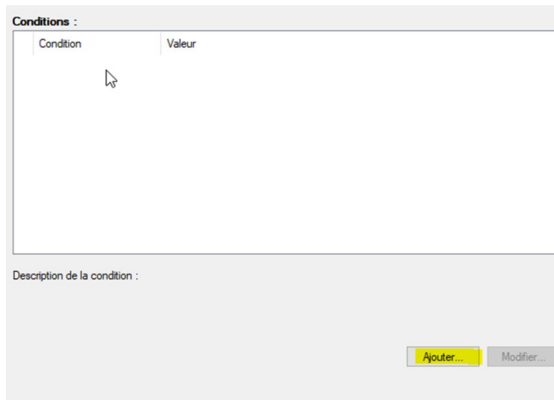 Conditions :
Condition Valeur
Description de la condition :
Ajouter... Modifier...